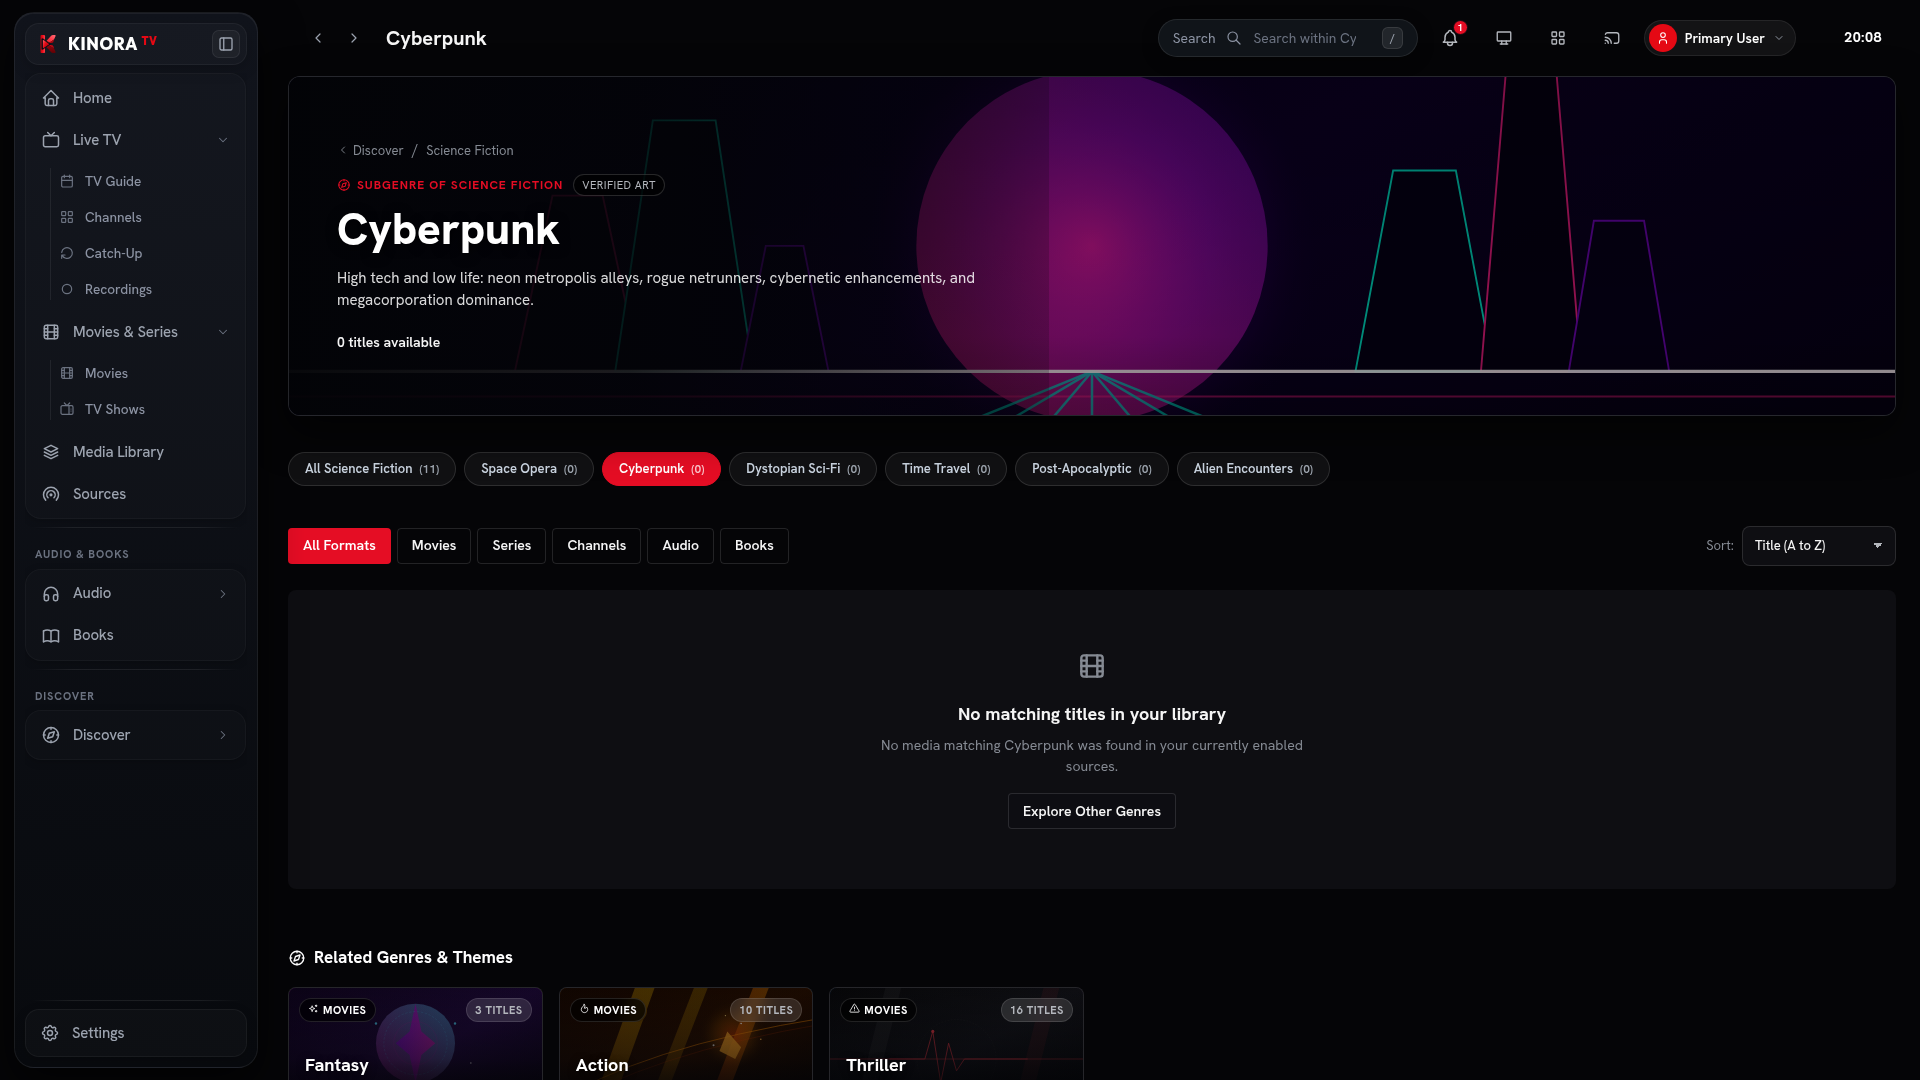 KINORA TV
Cyberpunk
Search
Search within Cy
/
1
Primary User
20:08
Home
Live TV
TV Guide
Channels
Catch-Up
Recordings
Movies & Series
Movies
TV Shows
Media Library
Sources
AUDIO & BOOKS
Audio
Books
DISCOVER
Discover
Settings
Discover / Science Fiction
SUBGENRE OF SCIENCE FICTION
VERIFIED ART
Cyberpunk
High tech and low life: neon metropolis alleys, rogue netrunners, cybernetic enhancements, and
megacorporation dominance.
0 titles available
All Science Fiction (11)
Space Opera (0)
Cyberpunk (0)
Dystopian Sci-Fi (0)
Time Travel (0)
Post-Apocalyptic (0)
Alien Encounters (0)
All Formats
Movies
Series
Channels
Audio
Books
Sort:
Title (A to Z)
No matching titles in your library
No media matching Cyberpunk was found in your currently enabled
sources.
Explore Other Genres
Related Genres & Themes
MOVIES
3 TITLES
Fantasy
MOVIES
10 TITLES
Action
MOVIES
16 TITLES
Thriller